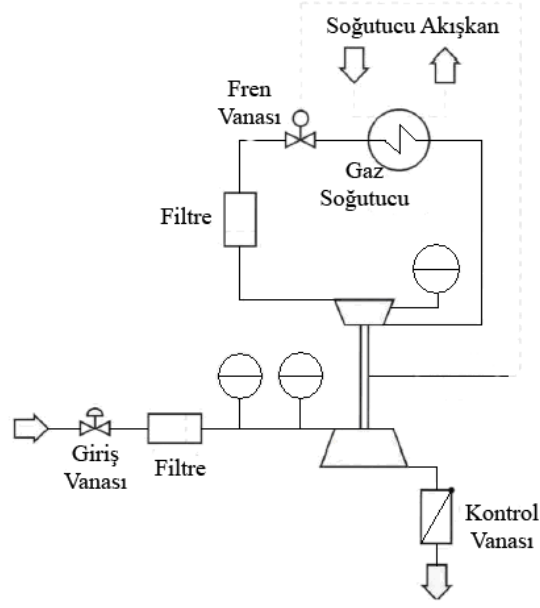 Soğutucu Akışkan
Fren
Vanası
Gaz
Soğutucu
Filtre
Giriş
Vanası
Filtre
Kontrol
Vanası